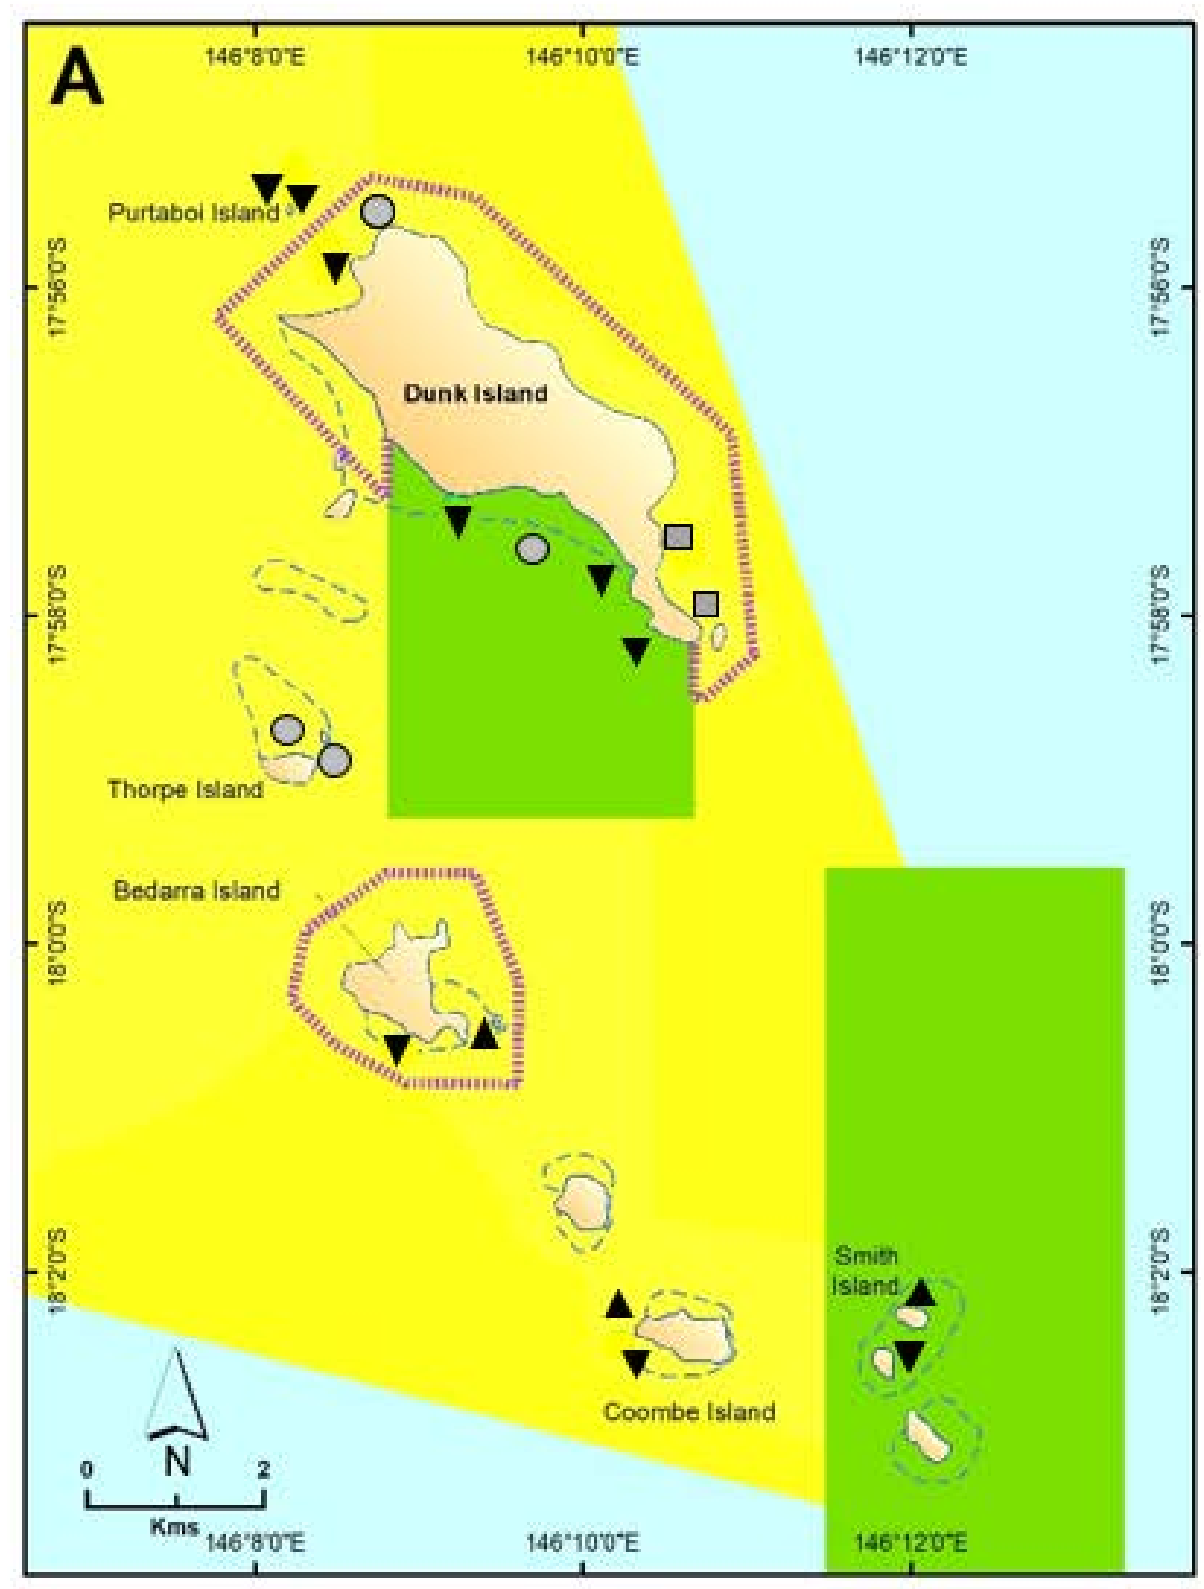 A
146°8'0"E
146°10'0"E
146°12'0"E
Purtaboi Island
17°56'0"S
17°56'0"S
Dunk Island
17°58'0"S
17°58'0"S
Thorpe Island
Bedarra Island
18°0'0"S
18°0'0"S
Smith
Island
18°2'0"S
18°2'0"S
Coombe Island
N
0
2
Kms
146°8'0"E
146°10'0"E
146°12'0"E